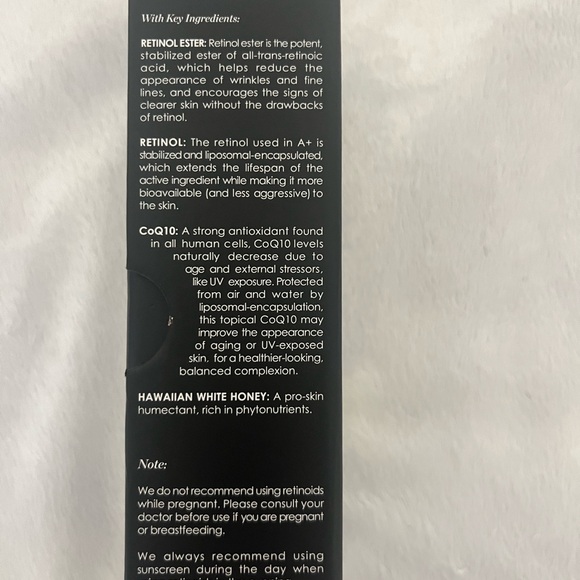 With Key Ingredients:
RETINOL ESTER: Retinol ester is the potent,
stabilized ester of all-trans-retinoic
acid, which helps reduce the
appearance of wrinkles and fine
lines, and encourages the signs of
clearer skin without the drawbacks
of retinol.
RETINOL: The retinol used in A+ is
stabilized and liposomal-encapsulated,
which extends the lifespan of the
active ingredient while making it more
bioavailable (and less aggressive) to
the skin.
CoQ10: A strong antioxidant found
in all human cells, CoQ10 levels
naturally decrease due to
age and external stressors,
like UV exposure. Protected
from air and water by
liposomal-encapsulation,
this topical CoQ10 may
improve the appearance
of aging or UV-exposed
skin, for a healthier-looking,
balanced complexion.
HAWAIIAN WHITE HONEY: A pro-skin
humectant, rich in phytonutrients.
Note:
We do not recommend using retinoids
while pregnant. Please consult your
doctor before use if you are pregnant
or breastfeeding.
We always recommend using
sunscreen during the day when